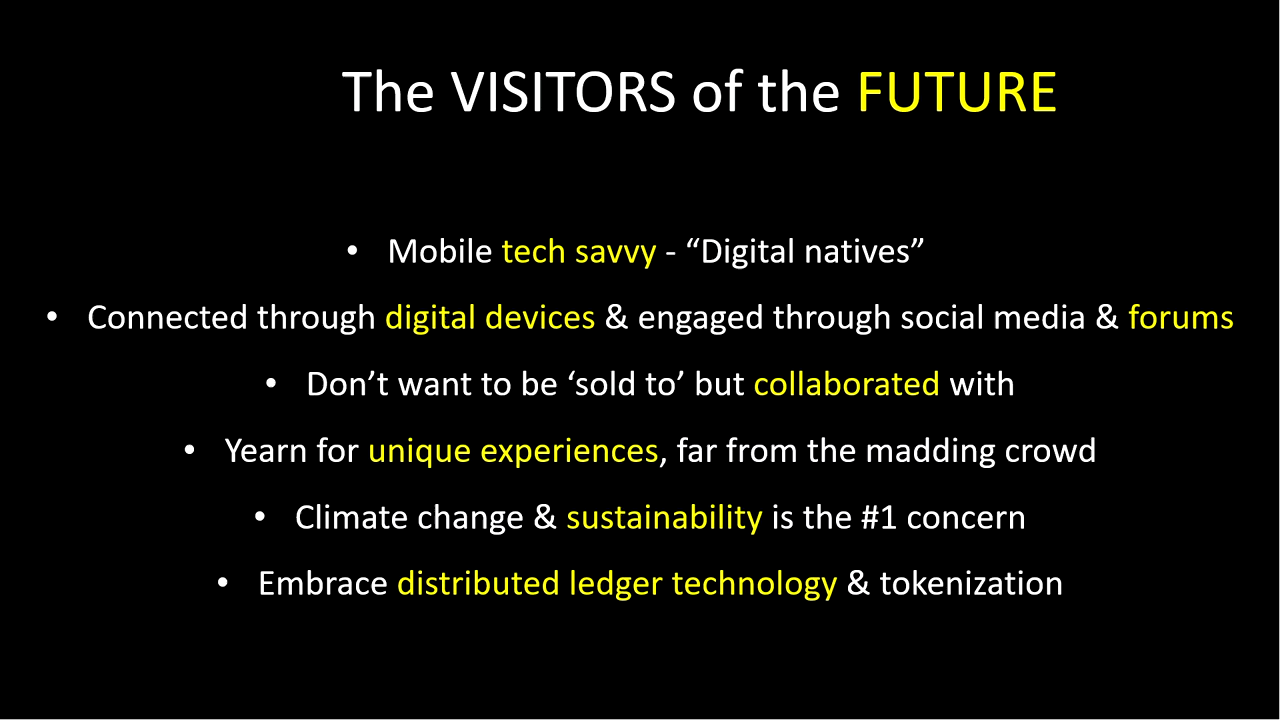 The VISITORS of the FUTURE
• Mobile tech savvy - “Digital natives”
• Connected through digital devices & engaged through social media & forums
• Don’t want to be ‘sold to’ but collaborated with
• Yearn for unique experiences, far from the madding crowd
• Climate change & sustainability is the #1 concern
• Embrace distributed ledger technology & tokenization